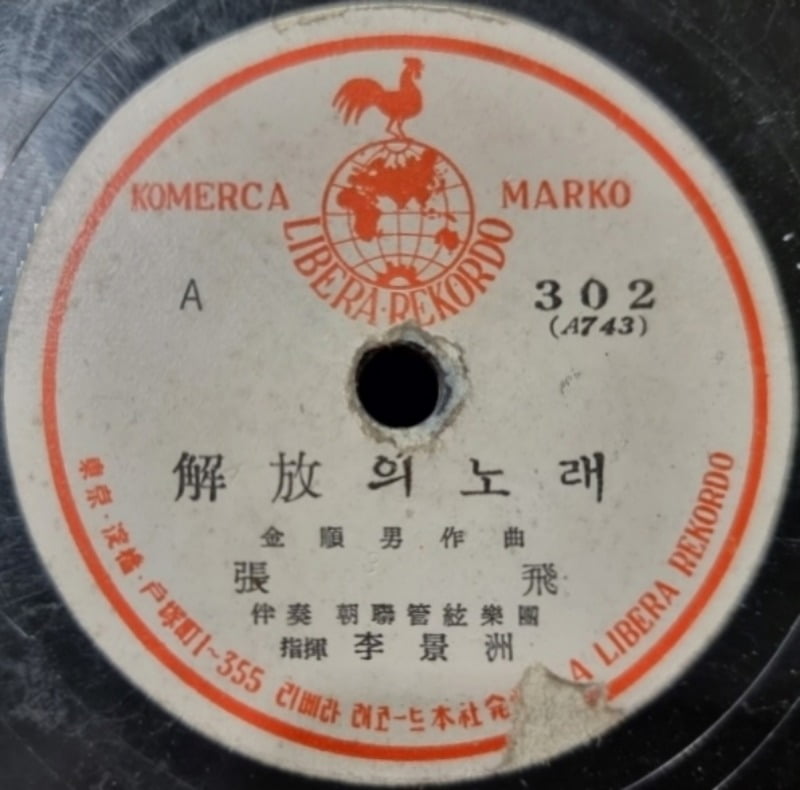 KOMERCA MARKO
LIBERA·REKORDO
A
302
(A743)
解放의노래
金順男作曲
張飛
伴奏 朝聯管絃樂團
指揮 李景洲
東京·淀橋·戸塚町1~355 리베라 레코ー드本社
A LIBERA REKORDO